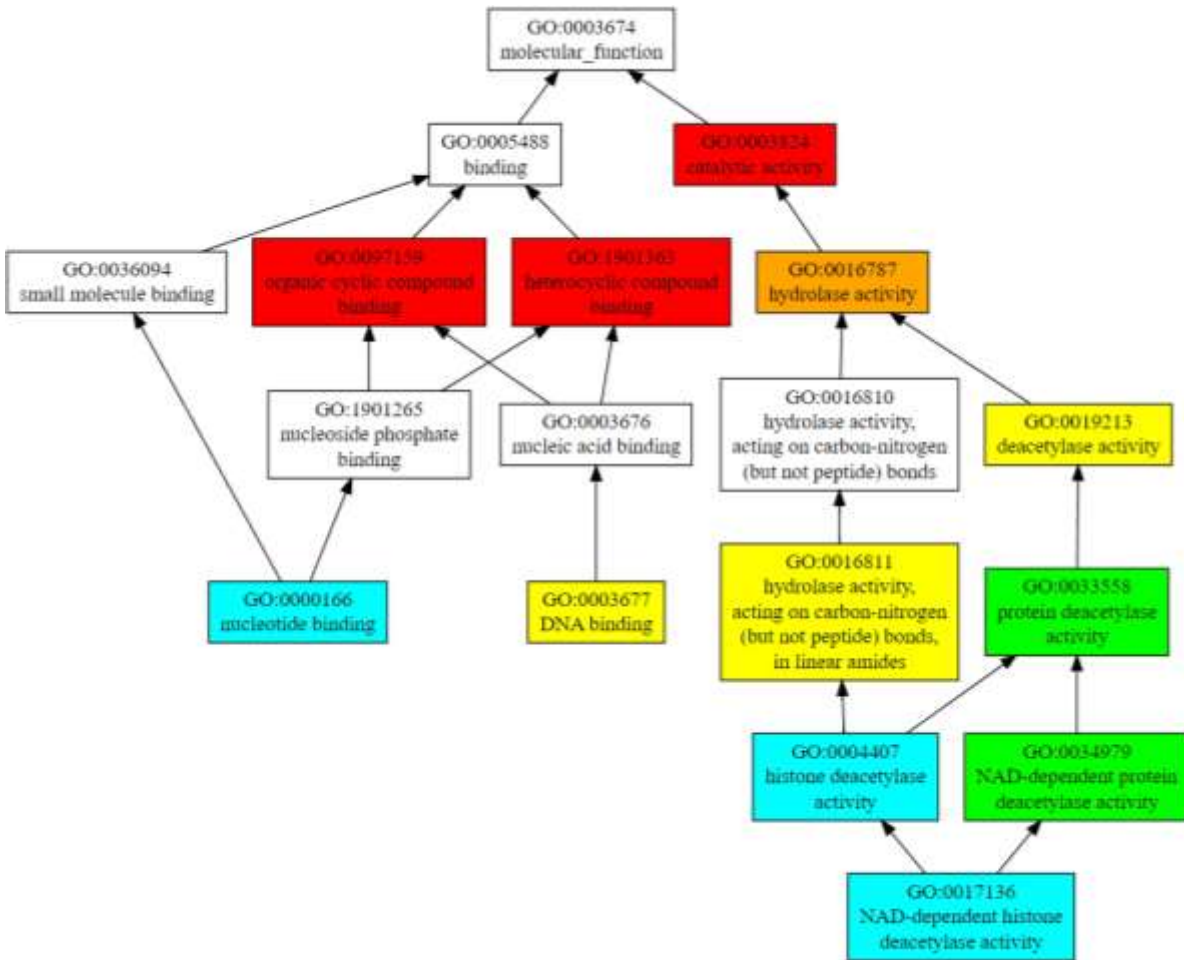 GO:0003674
molecular_function
GO:0005488
binding
GO:0003824
catalytic activity
GO:0036094
small molecule binding
GO:0097159
organic cyclic compound
binding
GO:1901363
heterocyclic compound
binding
GO:0016787
hydrolase activity
GO:1901265
nucleoside phosphate
binding
GO:0003676
nucleic acid binding
GO:0016810
hydrolase activity,
acting on carbon-nitrogen
(but not peptide) bonds
GO:0019213
deacetylase activity
GO:0000166
nucleotide binding
GO:0003677
DNA binding
GO:0016811
hydrolase activity,
acting on carbon-nitrogen
(but not peptide) bonds,
in linear amides
GO:0033558
protein deacetylase
activity
GO:0004407
histone deacetylase
activity
GO:0034979
NAD-dependent protein
deacetylase activity
GO:0017136
NAD-dependent histone
deacetylase activity